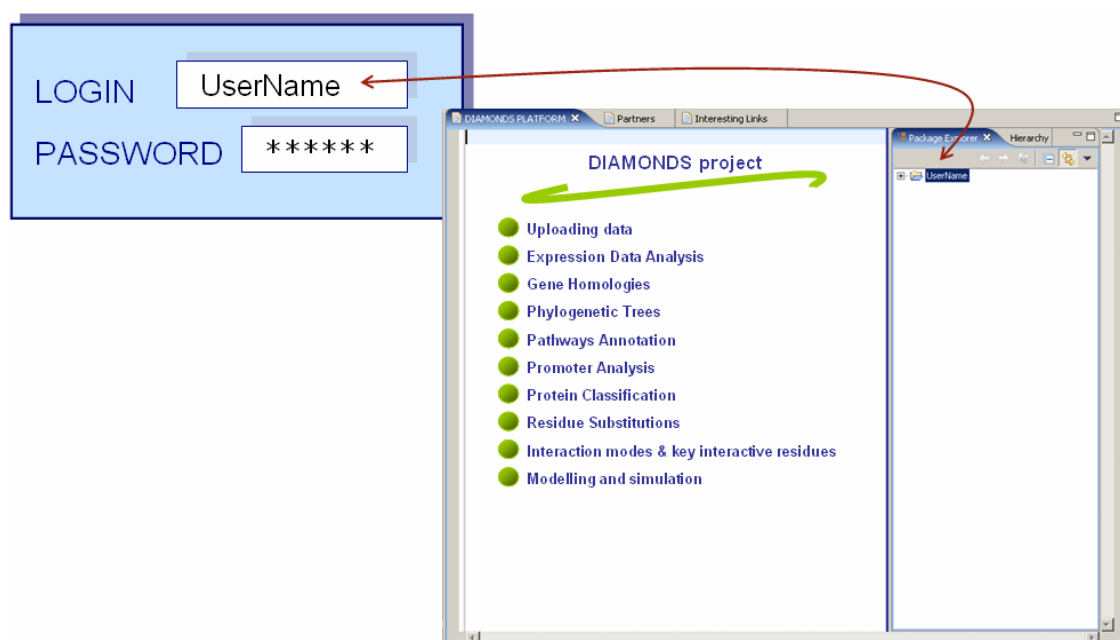 LOGIN UserName
PASSWORD ******
DIAMONDS PLATFORM Partners Interesting Links
Package Explorer Hierarchy
DIAMONDS project
UserName
Uploading data
Expression Data Analysis
Gene Homologies
Phylogenetic Trees
Pathways Annotation
Promoter Analysis
Protein Classification
Residue Substitutions
Interaction modes & key interactive residues
Modelling and simulation